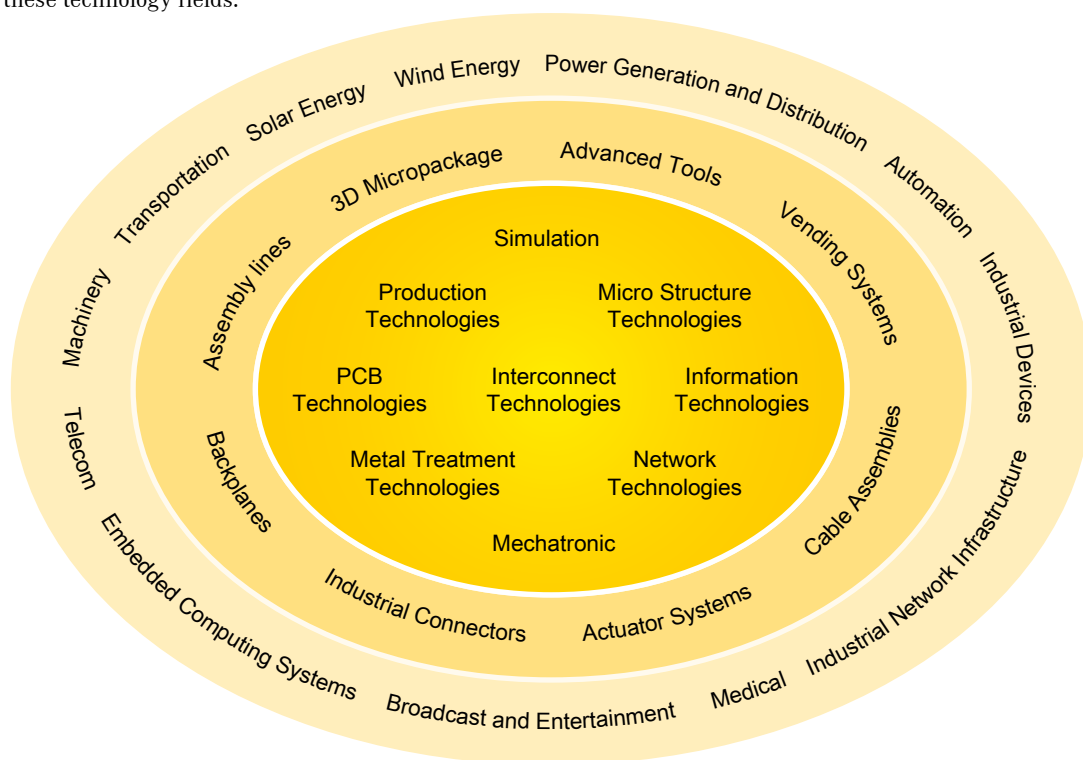 these technology fields.
Wind Energy
Power Generation and Distribution
Solar Energy
Automation
Transportation
Industrial Devices
Machinery
Telecom
Industrial Network Infrastructure
Embedded Computing Systems
Medical
Broadcast and Entertainment
3D Micropackage
Advanced Tools
Vending Systems
Assembly lines
Backplanes
Cable Assemblies
Industrial Connectors
Actuator Systems
Simulation
Production
Technologies
Micro Structure
Technologies
PCB
Technologies
Interconnect
Technologies
Information
Technologies
Metal Treatment
Technologies
Network
Technologies
Mechatronic